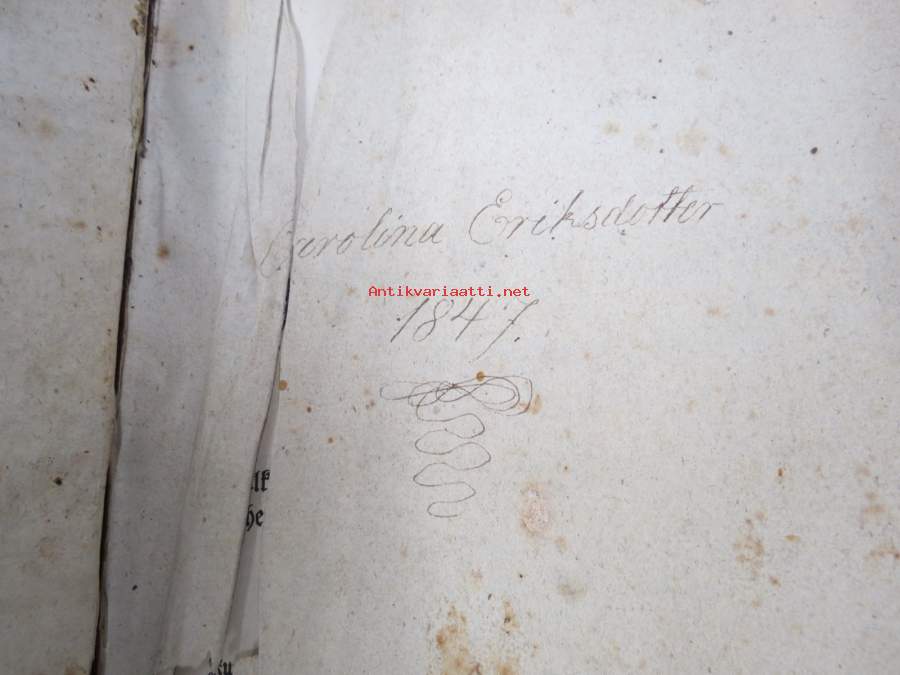 Carolina Eriksdotter
Antikvariaatti.net
1847.